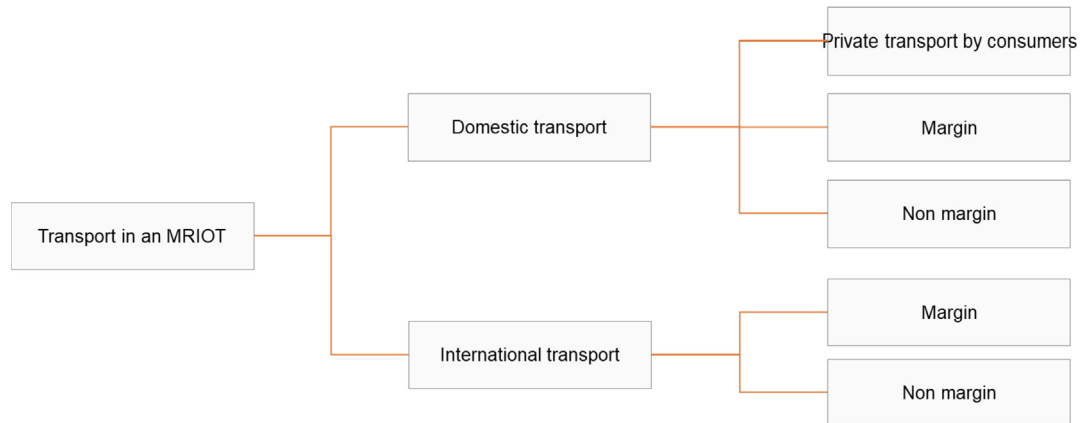 Transport in an MRIOT
Domestic transport
Private transport by consumers
Margin
Non margin
International transport
Margin
Non margin